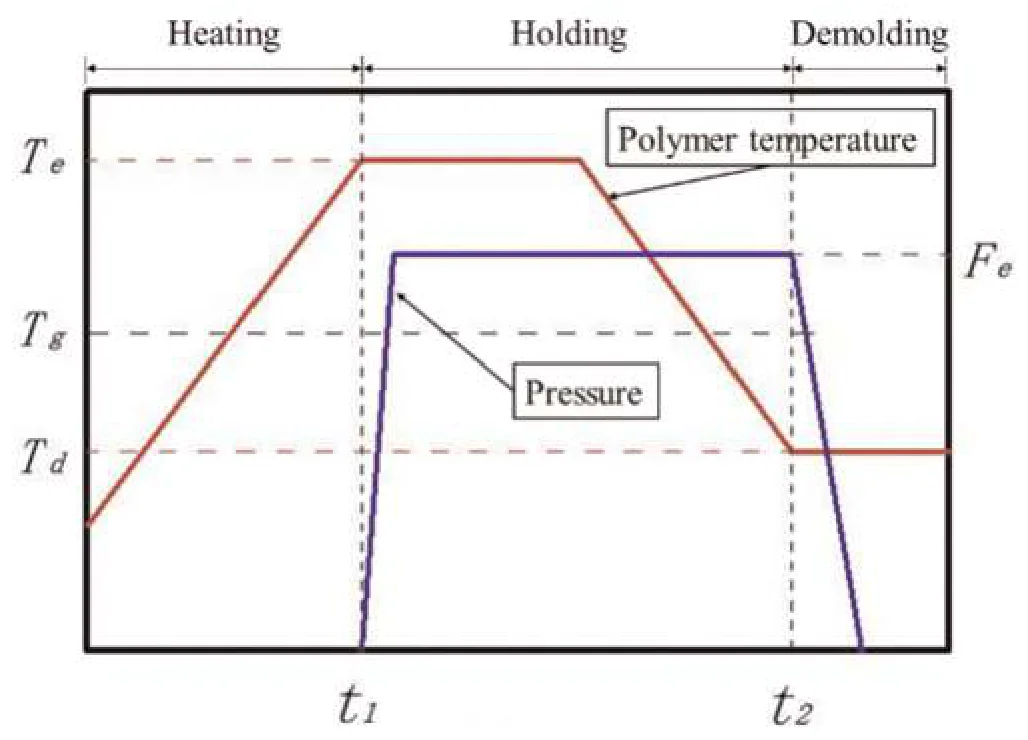 Heating Holding Demolding
Te
Polymer temperature
Fe
Tg
Pressure
Td
t1 t2